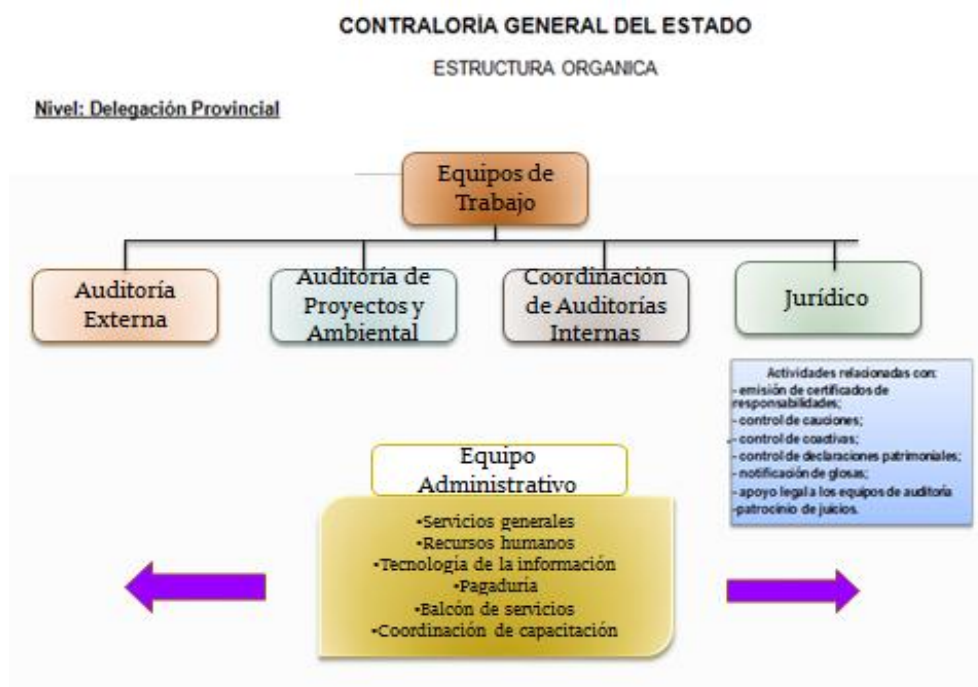 CONTRALORÍA GENERAL DEL ESTADO
ESTRUCTURA ORGANICA
Nivel: Delegación Provincial
Equipos de
Trabajo
Auditoría
Externa
Auditoría de
Proyectos y
Ambiental
Coordinación
de Auditorías
Internas
Jurídico
Actividades relacionadas con:
- emisión de certificados de
responsabilidades;
- control de cauciones;
- control de coactivas;
- control de declaraciones patrimoniales;
- notificación de glosas;
- apoyo legal a los equipos de auditoría
-patrocinio de juicios.
Equipo
Administrativo
•Servicios generales
•Recursos humanos
•Tecnología de la información
•Pagaduría
•Balcón de servicios
•Coordinación de capacitación